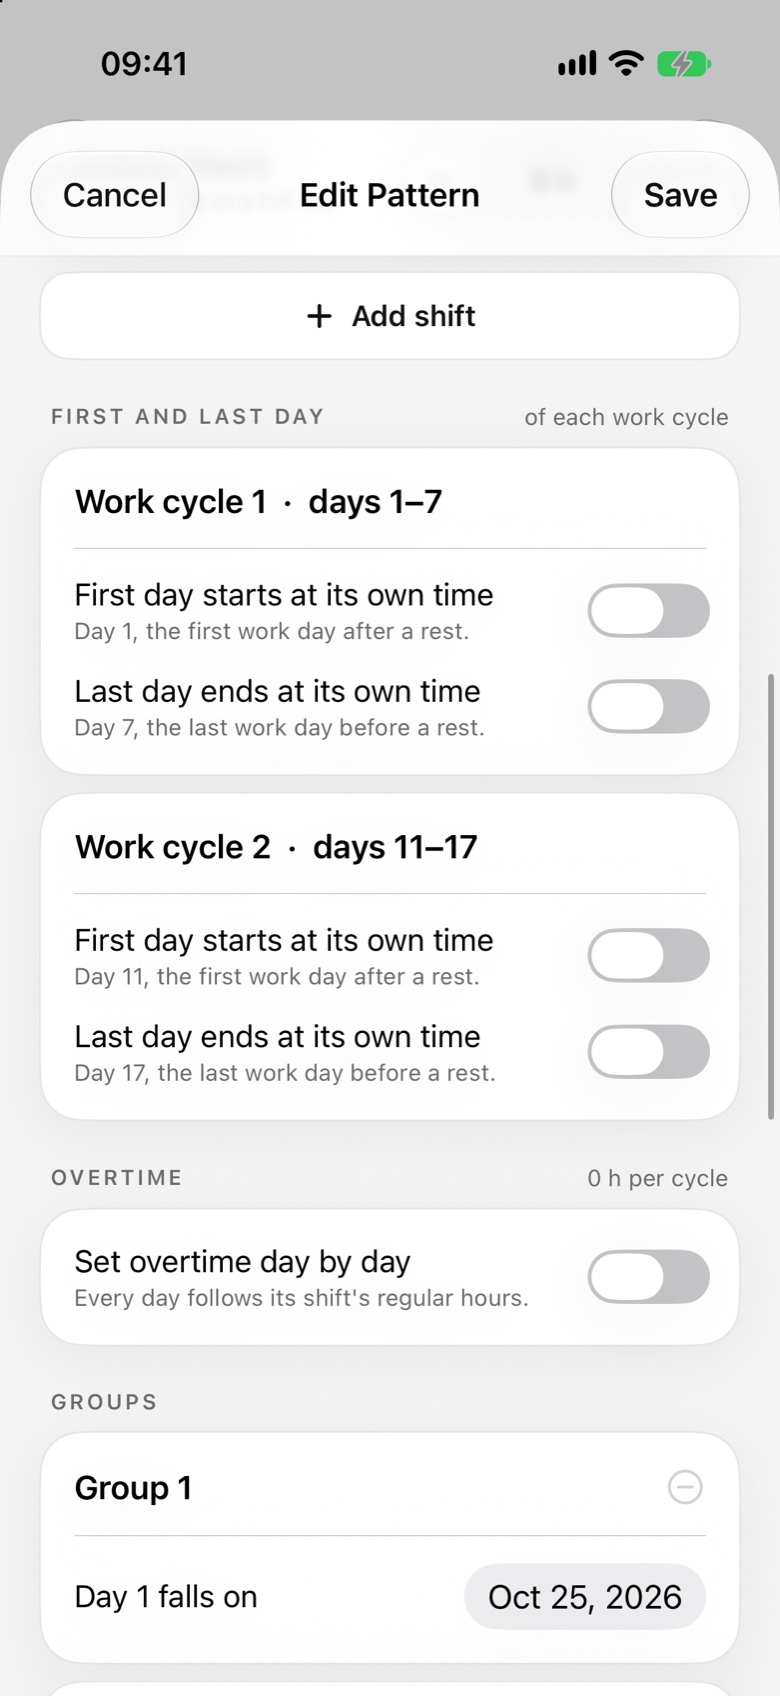 09:41
Cancel
Edit Pattern
Save
+ Add shift
FIRST AND LAST DAY
of each work cycle
Work cycle 1 · days 1–7
First day starts at its own time
Day 1, the first work day after a rest.
Last day ends at its own time
Day 7, the last work day before a rest.
Work cycle 2 · days 11–17
First day starts at its own time
Day 11, the first work day after a rest.
Last day ends at its own time
Day 17, the last work day before a rest.
OVERTIME
0 h per cycle
Set overtime day by day
Every day follows its shift's regular hours.
GROUPS
Group 1
Day 1 falls on
Oct 25, 2026